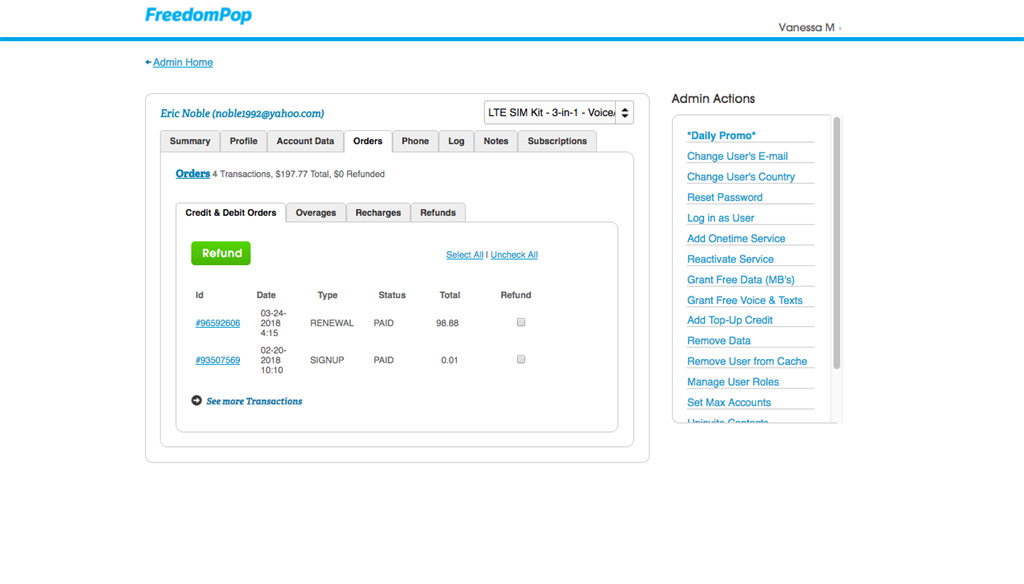 FreedomPop
Vanessa M ›
Admin Home
Eric Noble (noble1992@yahoo.com)
LTE SIM Kit - 3-in-1 - Voice/
Summary Profile Account Data Orders Phone Log Notes Subscriptions
Orders 4 Transactions, $197.77 Total, $0 Refunded
Credit & Debit Orders Overages Recharges Refunds
Refund
Select All | Uncheck All
Id Date Type Status Total Refund
#96592606 03-24-2018 4:15 RENEWAL PAID 98.88
#93507569 02-20-2018 10:10 SIGNUP PAID 0.01
See more Transactions
Admin Actions
*Daily Promo*
Change User's E-mail
Change User's Country
Reset Password
Log in as User
Add Onetime Service
Reactivate Service
Grant Free Data (MB's)
Grant Free Voice & Texts
Add Top-Up Credit
Remove Data
Remove User from Cache
Manage User Roles
Set Max Accounts